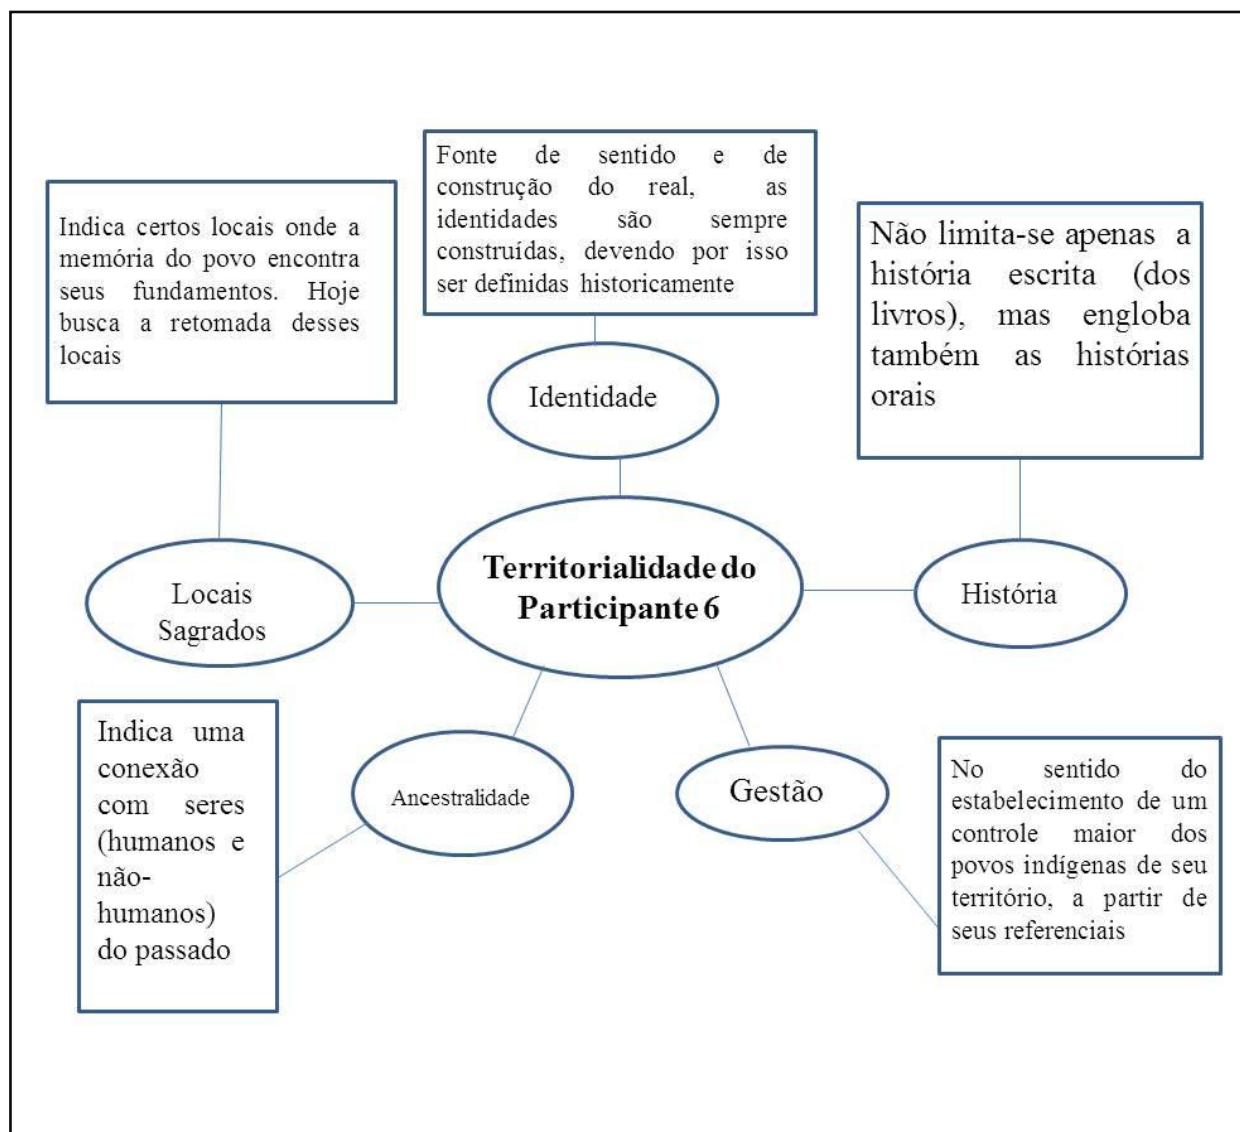 Fonte de sentido e de
construção do real, as
identidades são sempre
construídas, devendo por isso
ser definidas historicamente
Indica certos locais onde a
memória do povo encontra
seus fundamentos. Hoje
busca a retomada desses
locais
Não limita-se apenas a
história escrita (dos
livros), mas engloba
também as histórias
orais
Identidade
Territorialidade do
Participante 6
Locais
Sagrados
História
Indica uma
conexão
com seres
(humanos e
não-
humanos)
do passado
Ancestralidade
Gestão
No sentido do
estabelecimento de um
controle maior dos
povos indígenas de seu
território, a partir de
seus referenciais